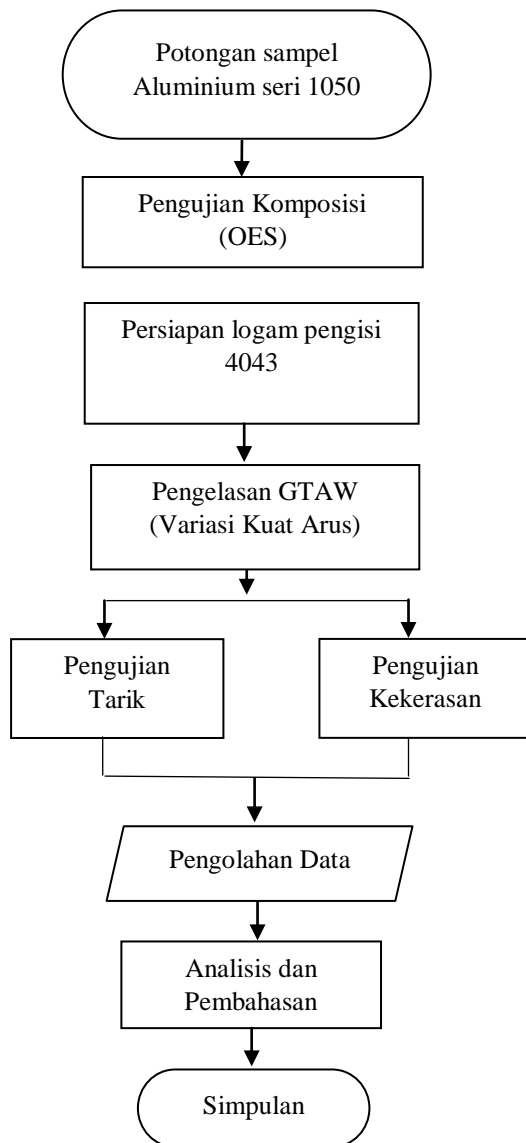 Potongan sampel
Aluminium seri 1050
Pengujian Komposisi
(OES)
Persiapan logam pengisi
4043
Pengelasan GTAW
(Variasi Kuat Arus)
Pengujian
Tarik
Pengujian
Kekerasan
Pengolahan Data
Analisis dan
Pembahasan
Simpulan